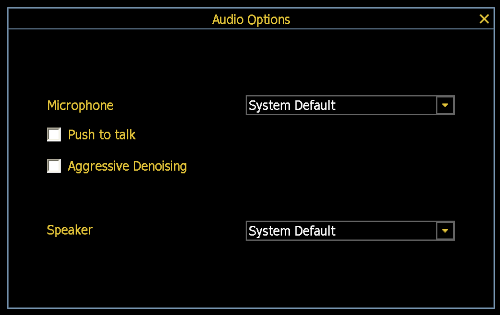 Audio Options
Microphone System Default
Push to talk
Aggressive Denoising
Speaker System Default